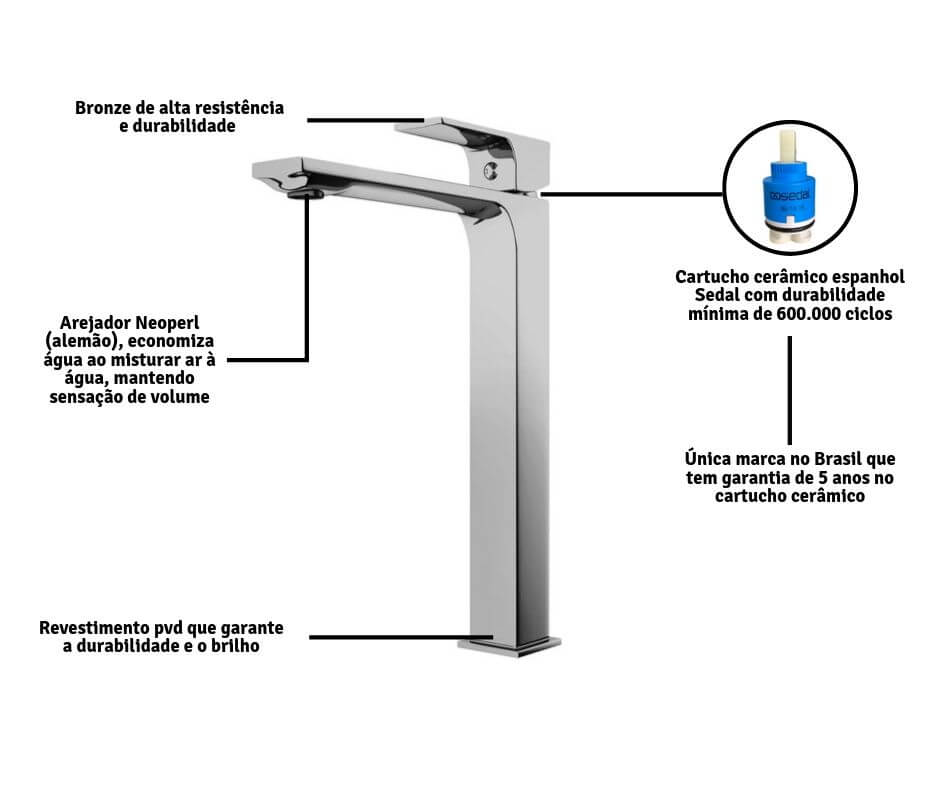 Bronze de alta resistência
e durabilidade
Arejador Neoperl
(alemão), economiza
água ao misturar ar à
água, mantendo
sensação de volume
Revestimento pvd que garante
a durabilidade e o brilho
sedal
Cartucho cerâmico espanhol
Sedal com durabilidade
mínima de 600.000 ciclos
Única marca no Brasil que
tem garantia de 5 anos no
cartucho cerâmico